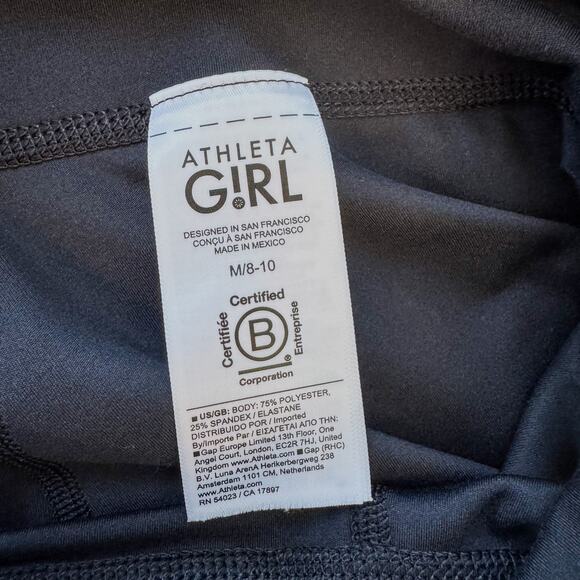 ATHLETA
G!RL
DESIGNED IN SAN FRANCISCO
CONÇU À SAN FRANCISCO
MADE IN MEXICO
M/8-10
Certified
Certifiée
Entreprise
B
®
Corporation
■ US/GB: BODY: 75% POLYESTER,
25% SPANDEX / ELASTANE
DISTRIBUIDO POR / Imported
By/Importe Par / ΕΙΣΑΓΕΤΑΙ ΑΠΟ ΤΗΝ:
■ Gap Europe Limited 13th Floor, One
Angel Court, London, EC2R 7HJ, United
Kingdom www.Athleta.com ■ Gap (RHC)
B.V. Luna ArenA Herikerbergweg 238
Amsterdam 1101 CM, Netherlands
www.Athleta.com
RN 54023 / CA 17897